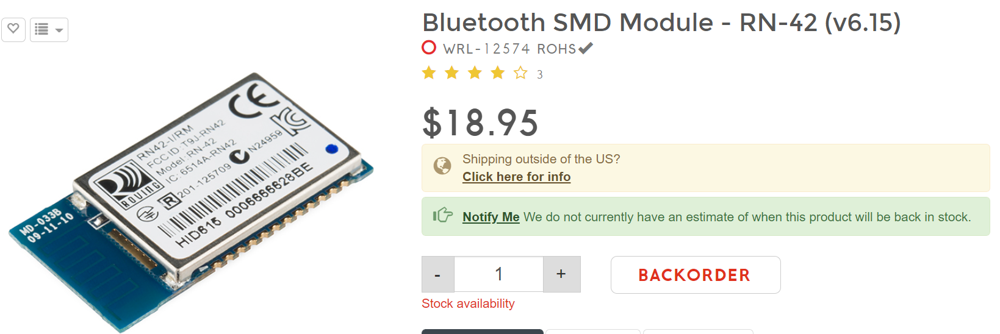 Bluetooth SMD Module - RN-42 (v6.15)
WRL-12574 ROHS✔
3
$18.95
Shipping outside of the US?
Click here for info
Notify Me We do not currently have an estimate of when this product will be back in stock.
- 1 + BACKORDER
Stock availability
CE
RN42-I/RM
FCC ID: T9J-RN42
Model: RN-42
IC: 6514A-RN42
N24959
ROVING
R 201-125709
HID615 0006666628BE
MD-033B
09-11-10